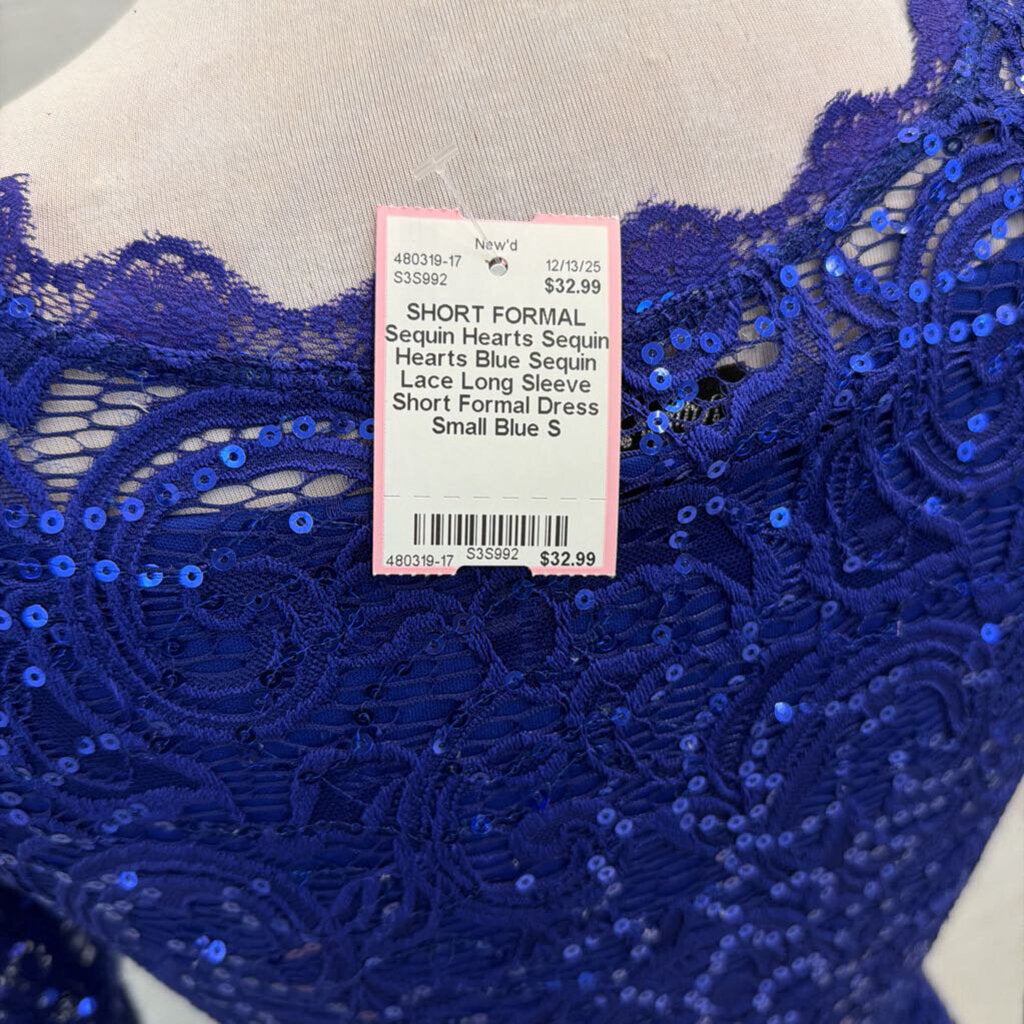 New'd
480319-17 12/13/25
S3S992 $32.99
SHORT FORMAL
Sequin Hearts Sequin
Hearts Blue Sequin
Lace Long Sleeve
Short Formal Dress
Small Blue S
480319-17 S3S992 $32.99